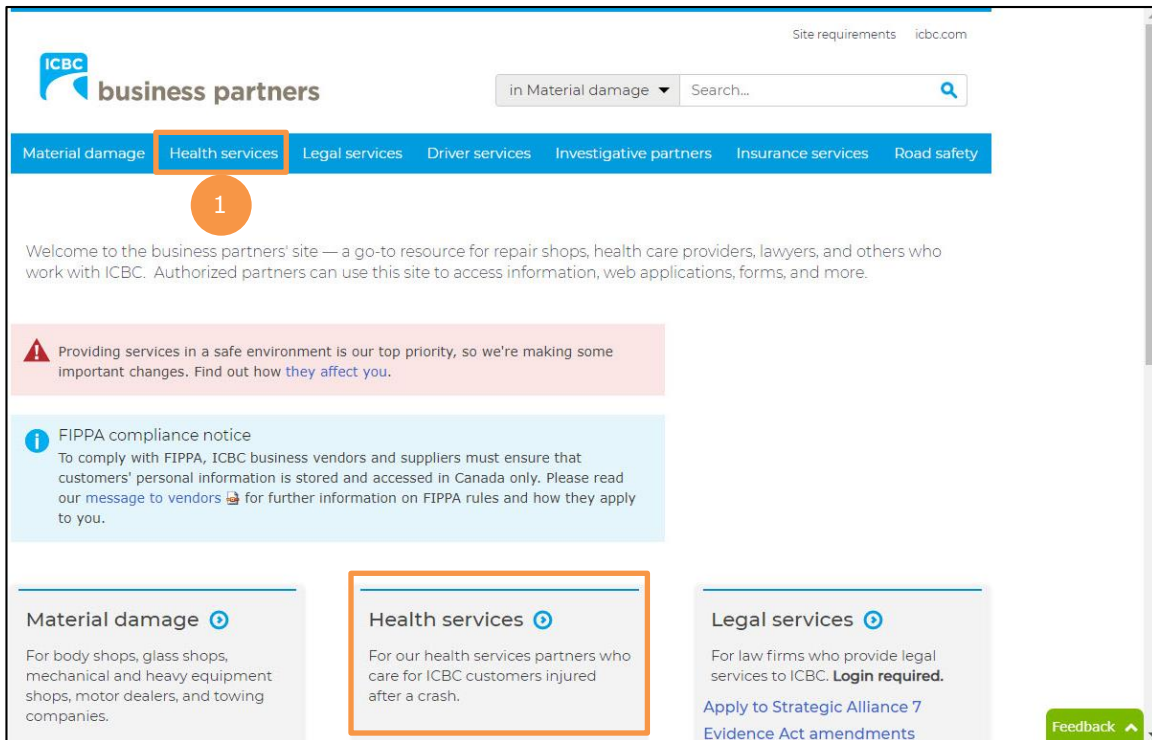 Site requirements icbc.com
ICBC
business partners
in Material damage Search...
Material damage Health services Legal services Driver services Investigative partners Insurance services Road safety
1
Welcome to the business partners' site — a go-to resource for repair shops, health care providers, lawyers, and others who
work with ICBC. Authorized partners can use this site to access information, web applications, forms, and more.
Providing services in a safe environment is our top priority, so we're making some
important changes. Find out how they affect you.
FIPPA compliance notice
To comply with FIPPA, ICBC business vendors and suppliers must ensure that
customers' personal information is stored and accessed in Canada only. Please read
our message to vendors for further information on FIPPA rules and how they apply
to you.
Material damage
For body shops, glass shops,
mechanical and heavy equipment
shops, motor dealers, and towing
companies.
Health services
For our health services partners who
care for ICBC customers injured
after a crash.
Legal services
For law firms who provide legal
services to ICBC. Login required.
Apply to Strategic Alliance 7
Evidence Act amendments
Feedback